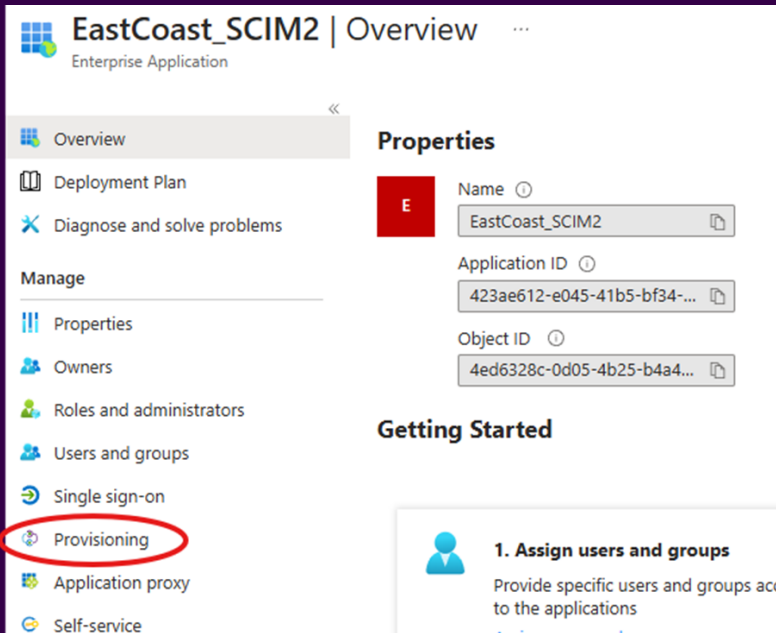 EastCoast_SCIM2 | Overview ...
Enterprise Application
«
Overview
Deployment Plan
Diagnose and solve problems
Manage
Properties
Owners
Roles and administrators
Users and groups
Single sign-on
Provisioning
Application proxy
Self-service
Properties
E
Name
EastCoast_SCIM2
Application ID
423ae612-e045-41b5-bf34-...
Object ID
4ed6328c-0d05-4b25-b4a4...
Getting Started
1. Assign users and groups
Provide specific users and groups acc
to the applications